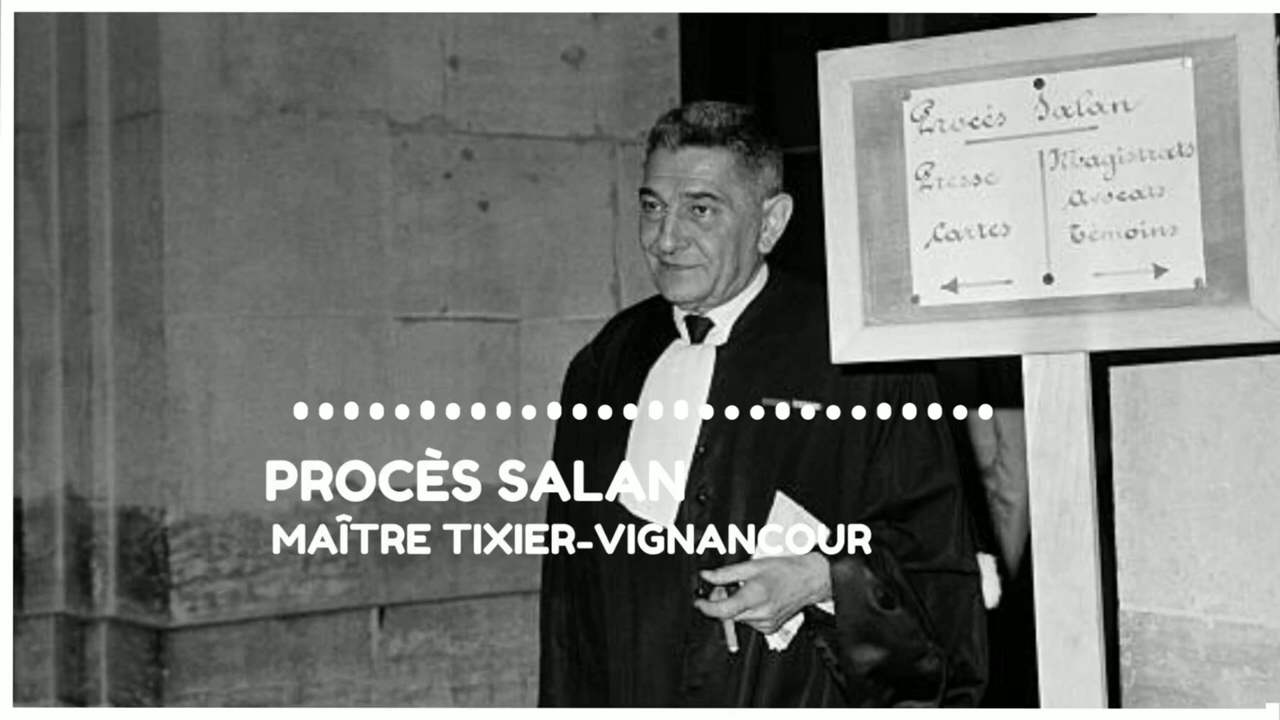 Procès Salan
Presse
Magistrats
Cartes
Avocats
Témoins
PROCÈS SALAN
MAÎTRE TIXIER-VIGNANCOUR